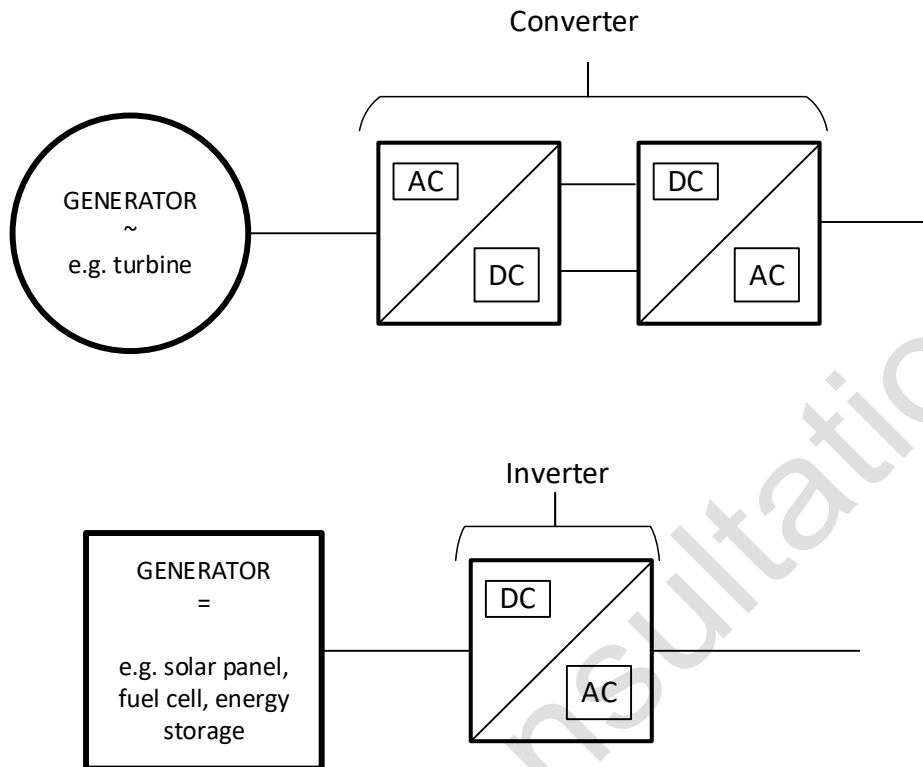 Converter
GENERATOR
~
e.g. turbine
AC
DC
DC
AC
Inverter
GENERATOR
=
e.g. solar panel,
fuel cell, energy
storage
DC
AC